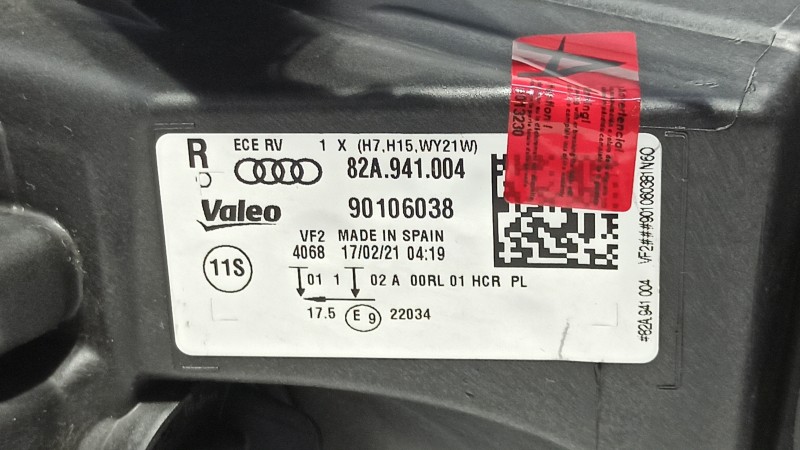 R ECE RV 1 X (H7,H15,WY21W)
82A.941.004
Valeo 90106038
VF2 MADE IN SPAIN
4068 17/02/21 04:19
11S
01 1 02 A 00RL 01 HCR PL
17.5 E 9 22034
#82A.941.004 VF2###90106038